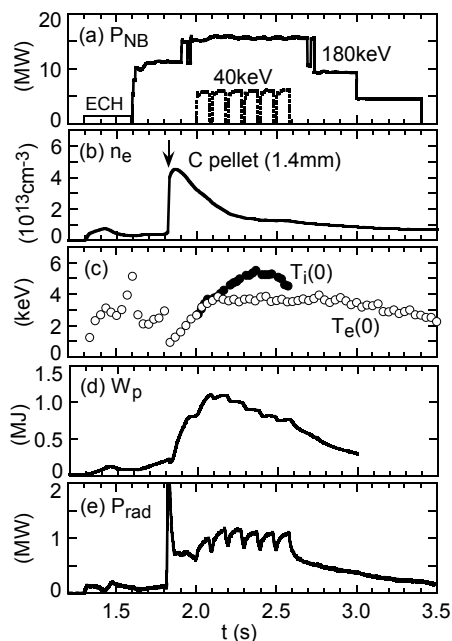 20
(a) P_NB
180keV
10
(MW)
40keV
ECH
0
6
(b) n_e
C pellet (1.4mm)
4
(10^13cm-3)
2
0
(c)
T_i(0)
6
4
(keV)
2
T_e(0)
0
(d) W_p
1.0
(MJ)
0.5
0
2
(e) P_rad
(MW)
1
0
1.5 2.0 2.5 3.0 3.5
t (s)